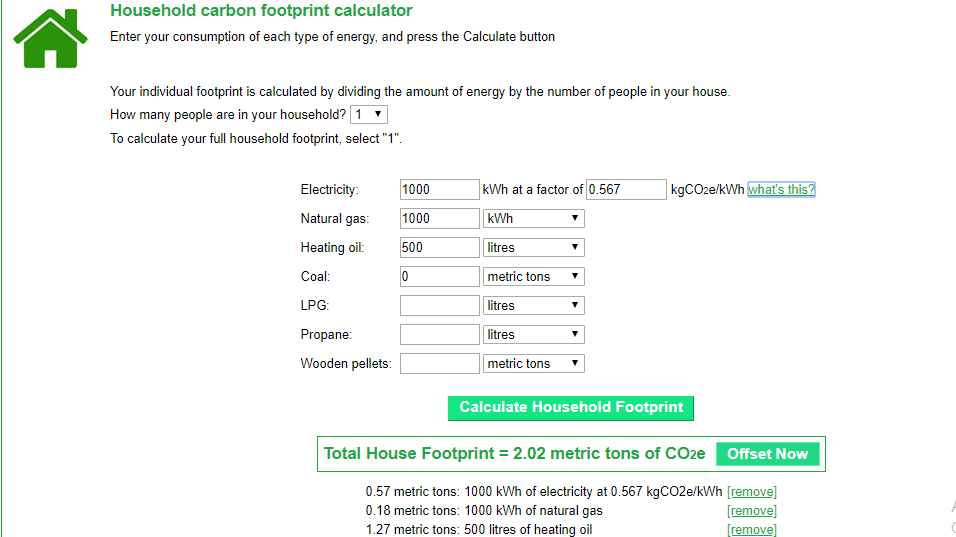 Household carbon footprint calculator
Enter your consumption of each type of energy, and press the Calculate button
Your individual footprint is calculated by dividing the amount of energy by the number of people in your house.
How many people are in your household? 1
To calculate your full household footprint, select "1".
Electricity: 1000 kWh at a factor of 0.567 kgCO2e/kWh what's this?
Natural gas: 1000 kWh
Heating oil: 500 litres
Coal: 0 metric tons
LPG: litres
Propane: litres
Wooden pellets: metric tons
Calculate Household Footprint
Total House Footprint = 2.02 metric tons of CO2e Offset Now
0.57 metric tons: 1000 kWh of electricity at 0.567 kgCO2e/kWh [remove]
0.18 metric tons: 1000 kWh of natural gas [remove]
1.27 metric tons: 500 litres of heating oil [remove]